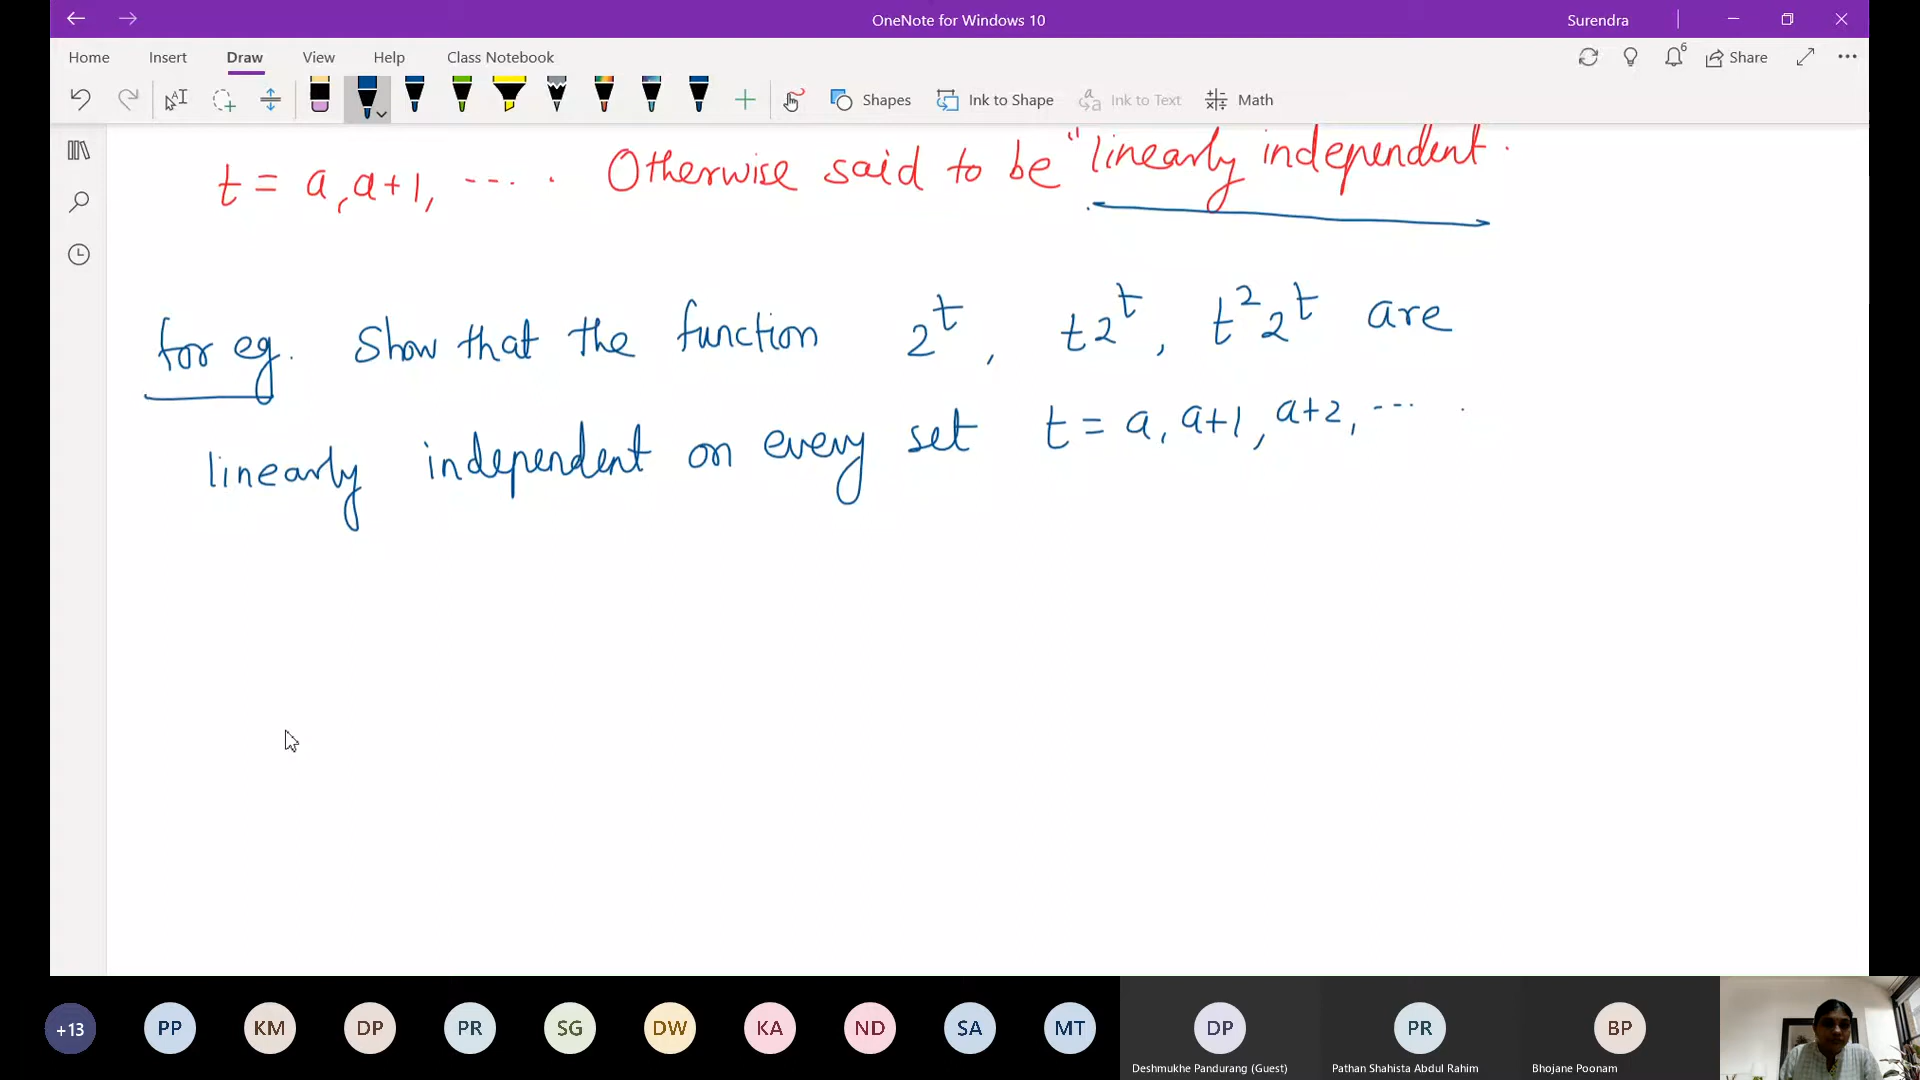 OneNote for Windows 10
Surendra
Home Insert Draw View Help Class Notebook
6
Share
Shapes Ink to Shape Ink to Text Math
t = a, a+1, ---- . Otherwise said to be "linearly independent.
for eg. Show that the function 2^t, t2^t, t^2 2^t are
linearly independent on every set t = a, a+1, a+2, --- .
+13 PP KM DP PR SG DW KA ND SA MT DP PR BP
Deshmukhe Pandurang (Guest) Pathan Shahista Abdul Rahim Bhojane Poonam